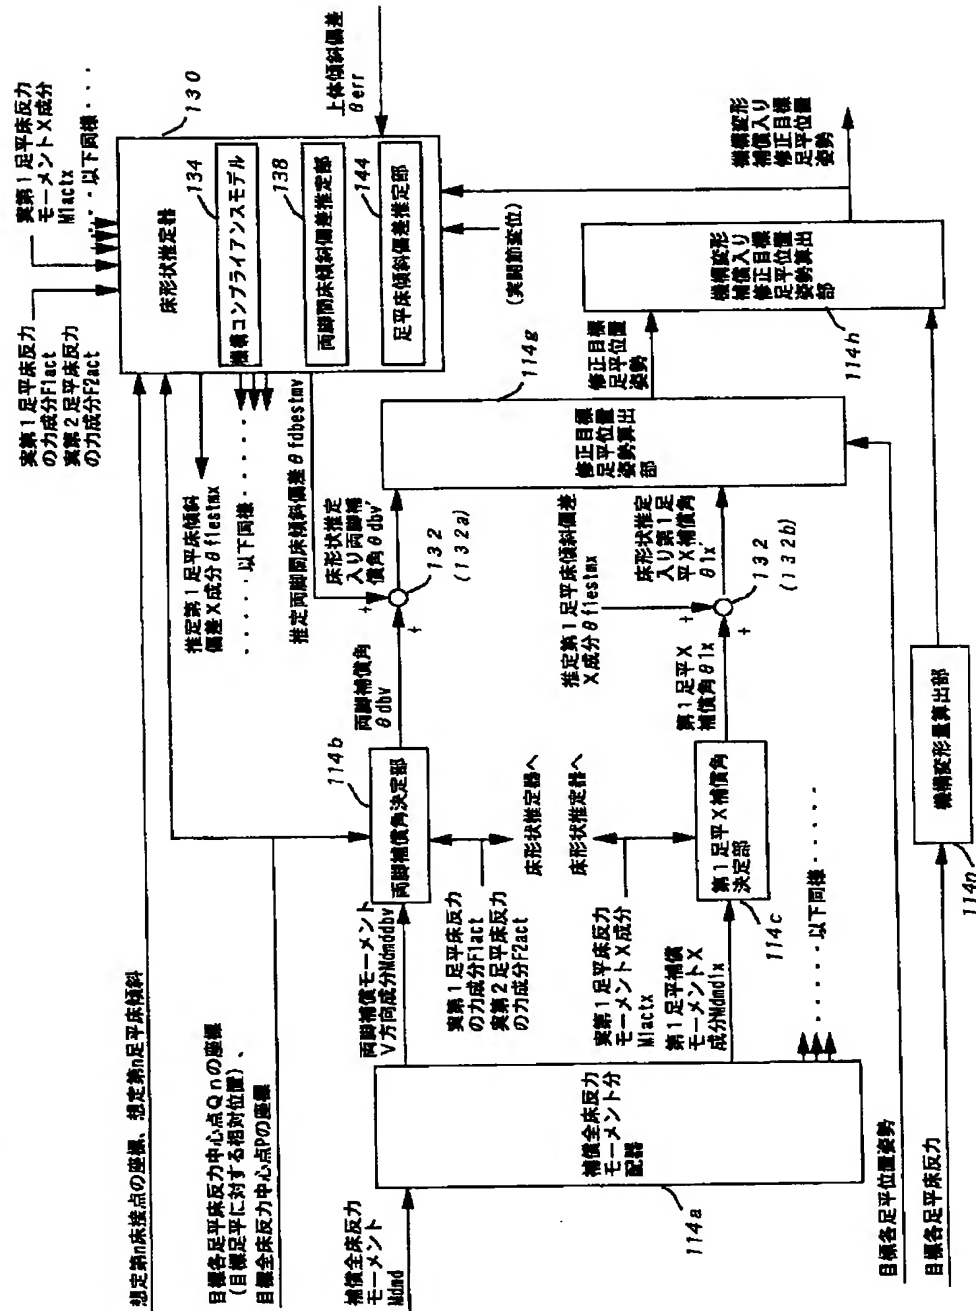 想定第n床接点の座標、想定第n足平床傾斜
目標各足平床反力中心点Qnの座標
(目標足平に対する相対位置)、
目標全床反力中心点Pの座標
補償全床反力
モーメント
Mdmd
補償全床反力
モーメント分
配器
114a
両脚補償モーメント
V方向成分Mdmddbv
両脚補償角決定部
114b
実第1足平床反力
の力成分F1act
実第2足平床反力
の力成分F2act
床形状推定器へ
床形状推定器へ
実第1足平床反力
モーメントX成分
M1actx
第1足平補償
モーメントX
成分Mdmd1x
第1足平X補償角
決定部
114c
・・・・・・以下同様・・・・・
両脚補償角
θdbv
第1足平X
補償角θ1x
実第1足平床反力
の力成分F1act
実第2足平床反力
の力成分F2act
実第1足平床反力
モーメントX成分
M1actx
・・・以下同様・・・
130
床形状推定器
134
機構コンプライアンスモデル
138
両脚間床傾斜偏差推定部
144
足平床傾斜偏差推定部
上体傾斜偏差
θerr
(実関節変位)
推定第1足平床傾斜
偏差X成分θf1estmx
・・・・・・以下同様・・・・・・
推定両脚間床傾斜偏差θfdbestmv
床形状推定
入り両脚補
償角θdbv'
+
+
132
(132a)
推定第1足平床傾斜偏差
X成分θf1estmx
床形状推定
入り第1足
平X補償角
θ1x'
+
+
132
(132b)
修正目標
足平位置
姿勢算出
部
114g
修正目標
足平位置
姿勢
機構変形
補償入り
修正目標
足平位置
姿勢算出
部
114h
機構変形
補償入り
修正目標
足平位置
姿勢
目標各足平位置姿勢
目標各足平床反力
機構変形量算出部
114n